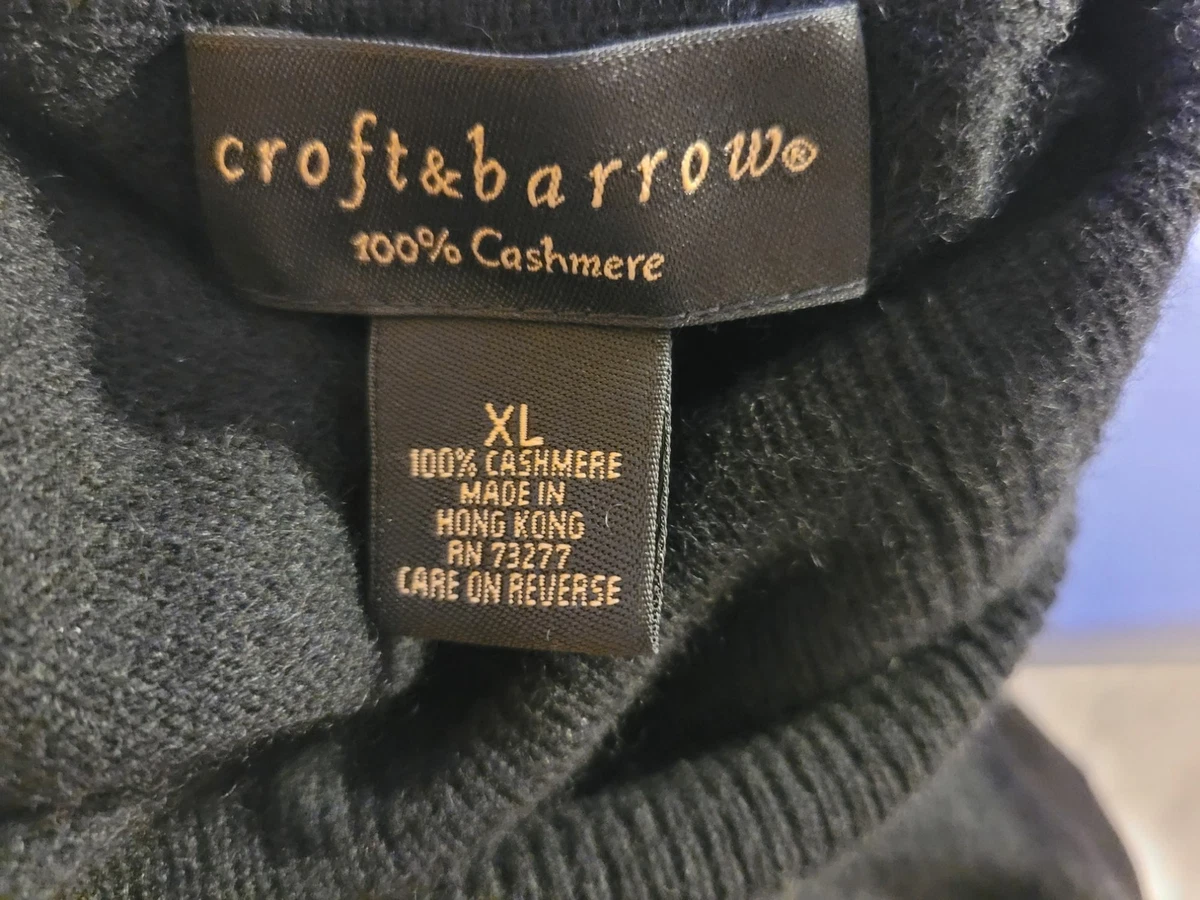 croft&barrow®
100% Cashmere
XL
100% CASHMERE
MADE IN
HONG KONG
RN 73277
CARE ON REVERSE